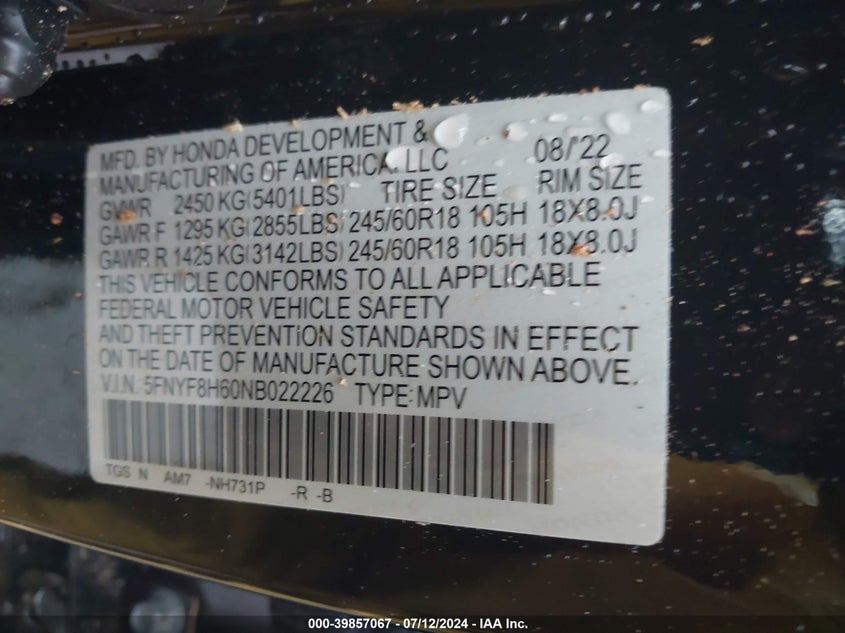 MFD. BY HONDA DEVELOPMENT &
MANUFACTURING OF AMERICA. LLC 08/'22
GVWR 2450 KG(5401LBS) TIRE SIZE RIM SIZE
GAWR F 1295 KG(2855LBS) 245/60R18 105H 18X8.0J
GAWR R 1425 KG(3142LBS) 245/60R18 105H 18X8.0J
THIS VEHICLE CONFORMS TO ALL APPLICABLE
FEDERAL MOTOR VEHICLE SAFETY
AND THEFT PREVENTION STANDARDS IN EFFECT
ON THE DATE OF MANUFACTURE SHOWN ABOVE.
V.I.N.: 5FNYF8H60NB022226 TYPE: MPV
TGS N AM7 -NH731P -R -B
000-39857067 - 07/12/2024 - IAA Inc.